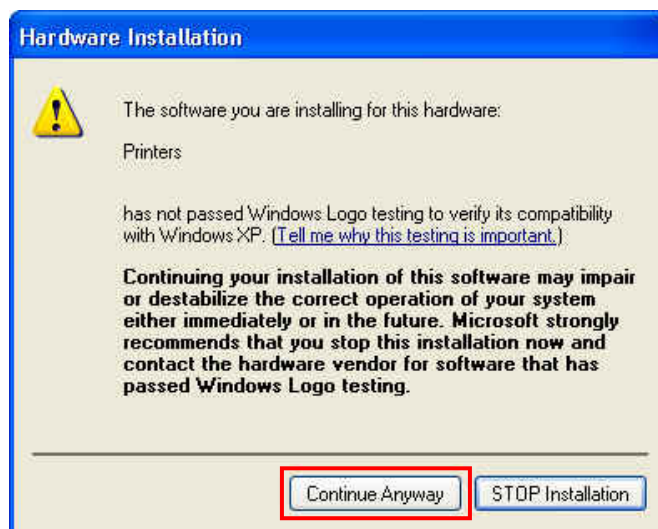 Hardware Installation
The software you are installing for this hardware:
Printers
has not passed Windows Logo testing to verify its compatibility
with Windows XP. (Tell me why this testing is important.)
Continuing your installation of this software may impair
or destabilize the correct operation of your system
either immediately or in the future. Microsoft strongly
recommends that you stop this installation now and
contact the hardware vendor for software that has
passed Windows Logo testing.
Continue Anyway STOP Installation